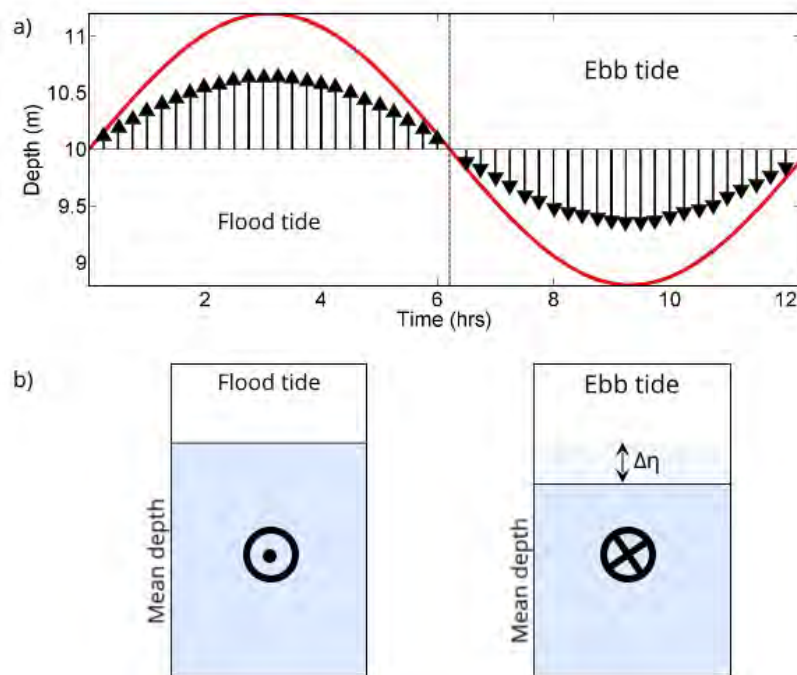 a)
11
10.5
10
9.5
9
Depth (m)
Flood tide
Ebb tide
2
4
6
8
10
12
Time (hrs)
b)
Flood tide
Mean depth
Ebb tide
Δη
Mean depth